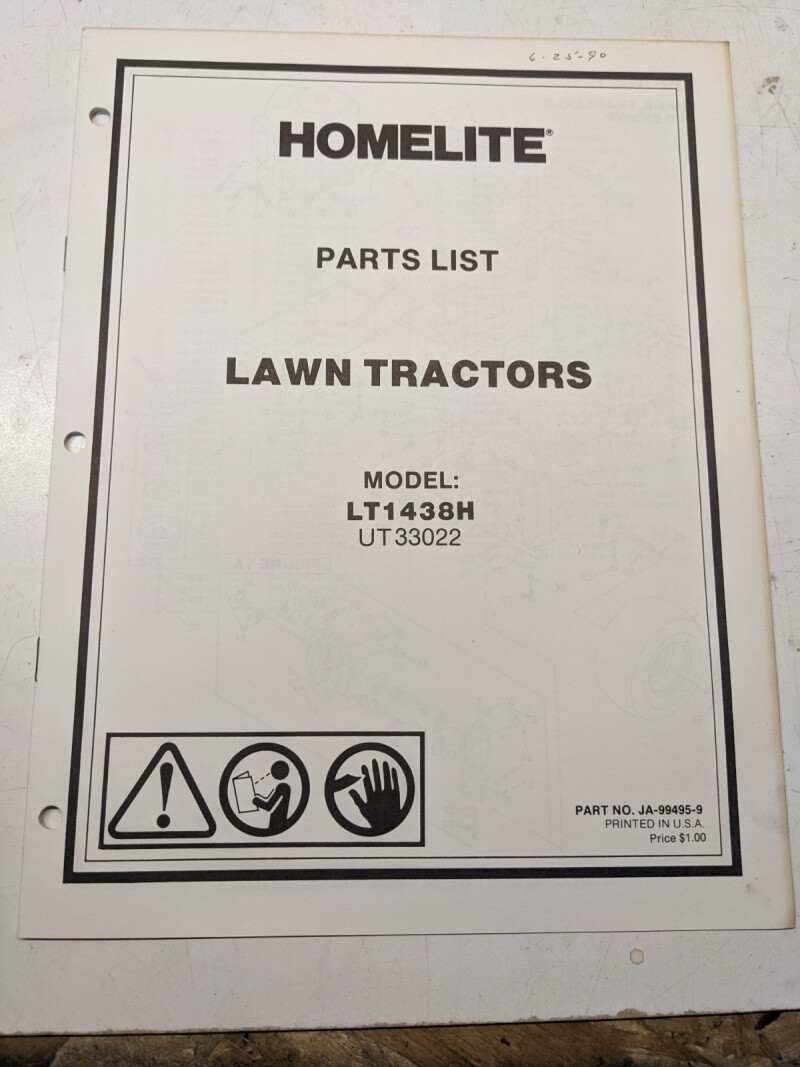 6-25-90
HOMELITE®
PARTS LIST
LAWN TRACTORS
MODEL:
LT1438H
UT33022
PART NO. JA-99495-9
PRINTED IN U.S.A.
Price $1.00